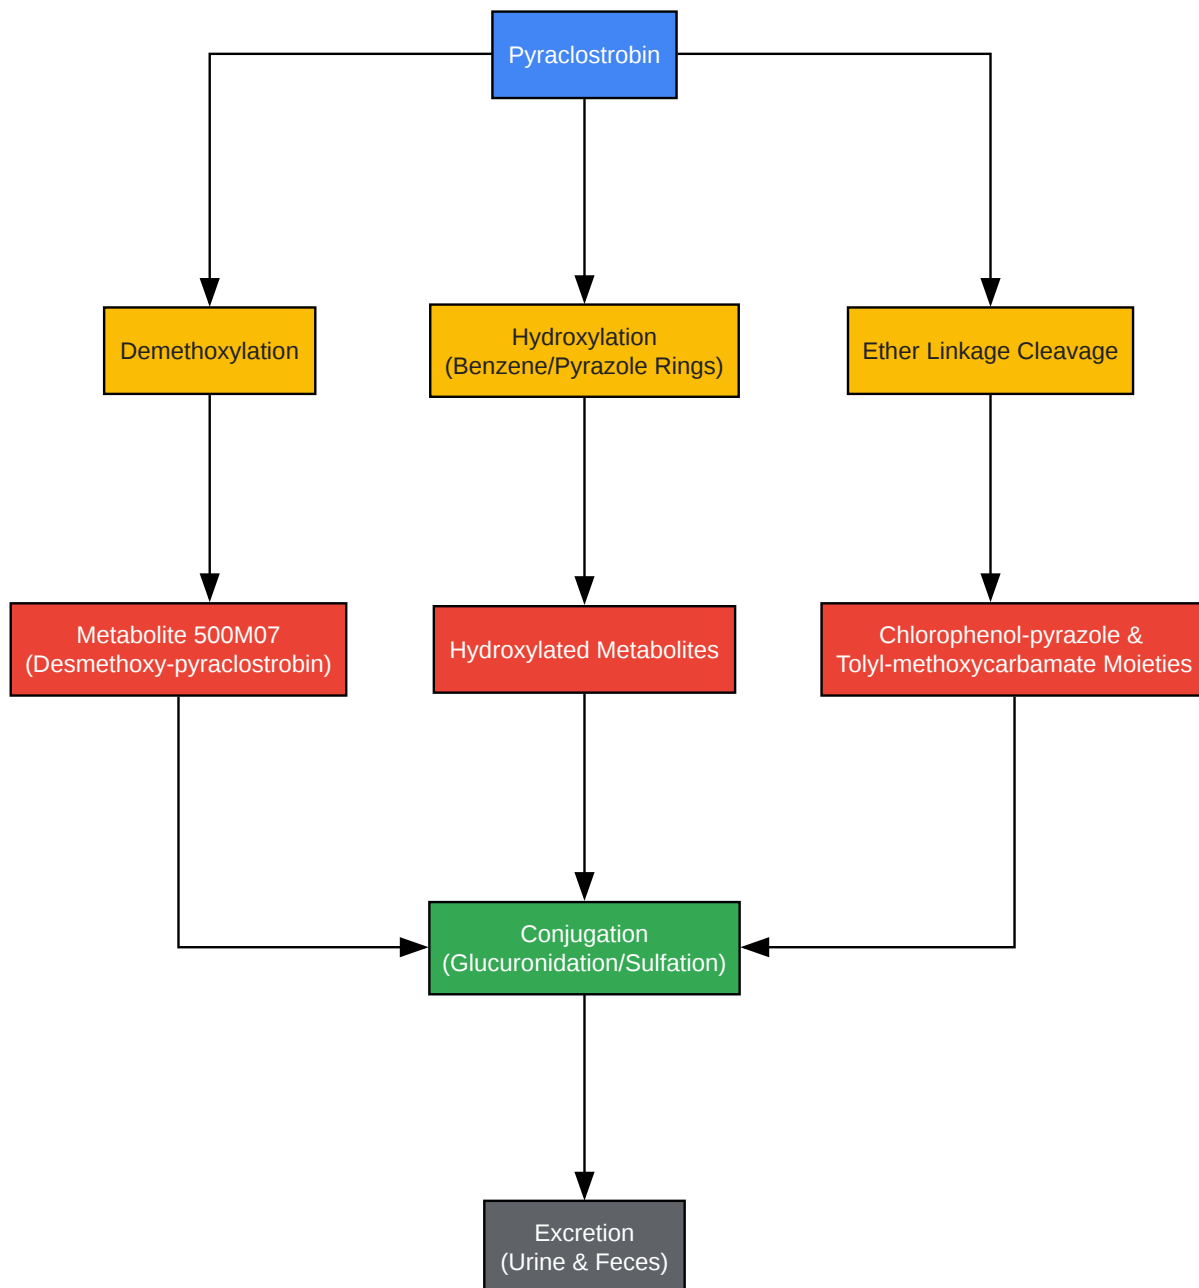 Pyraclostrobin
Demethoxylation
Hydroxylation
(Benzene/Pyrazole Rings)
Ether Linkage Cleavage
Metabolite 500M07
(Desmethoxy-pyraclostrobin)
Hydroxylated Metabolites
Chlorophenol-pyrazole &
Tolyl-methoxycarbamate Moieties
Conjugation
(Glucuronidation/Sulfation)
Excretion
(Urine & Feces)